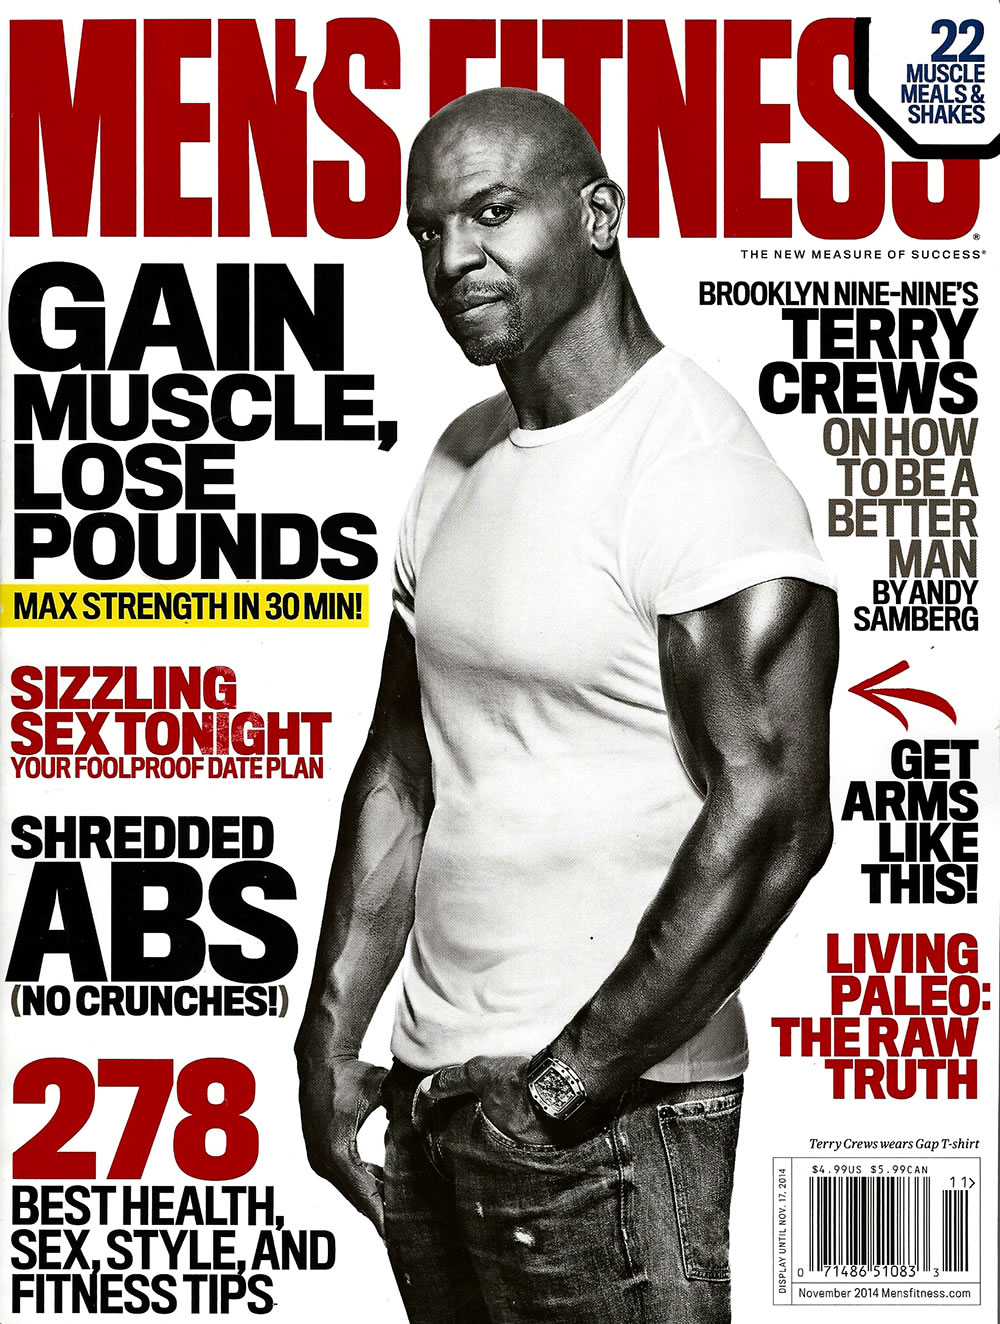 MEN'S FITNESS
22
MUSCLE
MEALS &
SHAKES
®
THE NEW MEASURE OF SUCCESS®
GAIN
MUSCLE,
LOSE
POUNDS
MAX STRENGTH IN 30 MIN!
SIZZLING
SEX TONIGHT
YOUR FOOLPROOF DATE PLAN
SHREDDED
ABS
(NO CRUNCHES!)
278
BEST HEALTH,
SEX, STYLE, AND
FITNESS TIPS
BROOKLYN NINE-NINE'S
TERRY
CREWS
ON HOW
TO BE A
BETTER
MAN
BY ANDY
SAMBERG
GET
ARMS
LIKE
THIS!
LIVING
PALEO:
THE RAW
TRUTH
Terry Crews wears Gap T-shirt
$4.99US $5.99CAN
11>
DISPLAY UNTIL NOV. 17, 2014
0 71486 51083 3
November 2014 Mensfitness.com